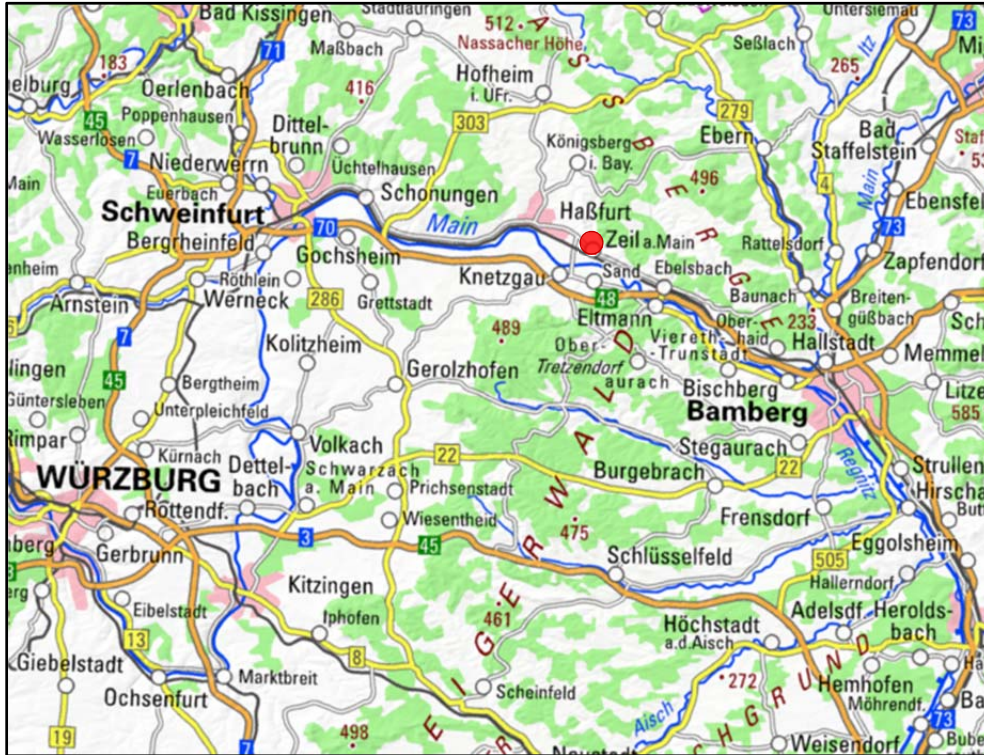 Bad Kissingen
Stadtlauringen
Maßbach
71
512
Nassacher Höhe
A
S
S
B
E
R
G
E
Seßlach
Untersiemau
73
Itz
265
183
Oerlenbach
416
Hofheim
i. UFr.
279
Ebern
Bad
Staffelstein
45
Poppenhausen
Wasserlosen
7
Dittel-
brunn
303
Königsberg
i. Bay.
Niederwerrn
Üchtelhausen
Euerbach
Schonungen
496
4
Main
Schweinfurt
70
Main
Haßfurt
73
Bergrheinfeld
Gochsheim
Zeil a.Main
Rattelsdorf
Zapfendorf
Arnstein
Röthlein
Werneck
286
Grettstadt
Knetzgau
Sand
Ebelsbach
48
Eltmann
Baunach
Breiten-
güßbach
233
7
489
Ober-
haid
Viereth-
-Trunstadt
Hallstadt
Kolitzheim
Ober-
Tretzendorf
aurach
45
Bergtheim
Gerolzhofen
Bischberg
Bamberg
585
Güntersleben
Unterpleichfeld
Rimpar
Kürnach
Volkach
Stegaurach
WÜRZBURG
Dettel-
bach
Schwarzach
a. Main
22
Prichsenstadt
Burgebrach
22
Regnitz
Rottendf.
Wiesentheid
475
Frensdorf
3
45
Gerbrunn
Schlüsselfeld
505
Eggolsheim
Hallerndorf
Kitzingen
Eibelstadt
Iphofen
461
Höchstadt
a.d.Aisch
Adelsdf.
Herolds-
bach
13
8
Giebelstadt
Marktbreit
Ochsenfurt
Scheinfeld
272
Hemhofen
Möhrendf.
Aisch
73
19
7
498
Weisendorf
S T E I G E R W A L D